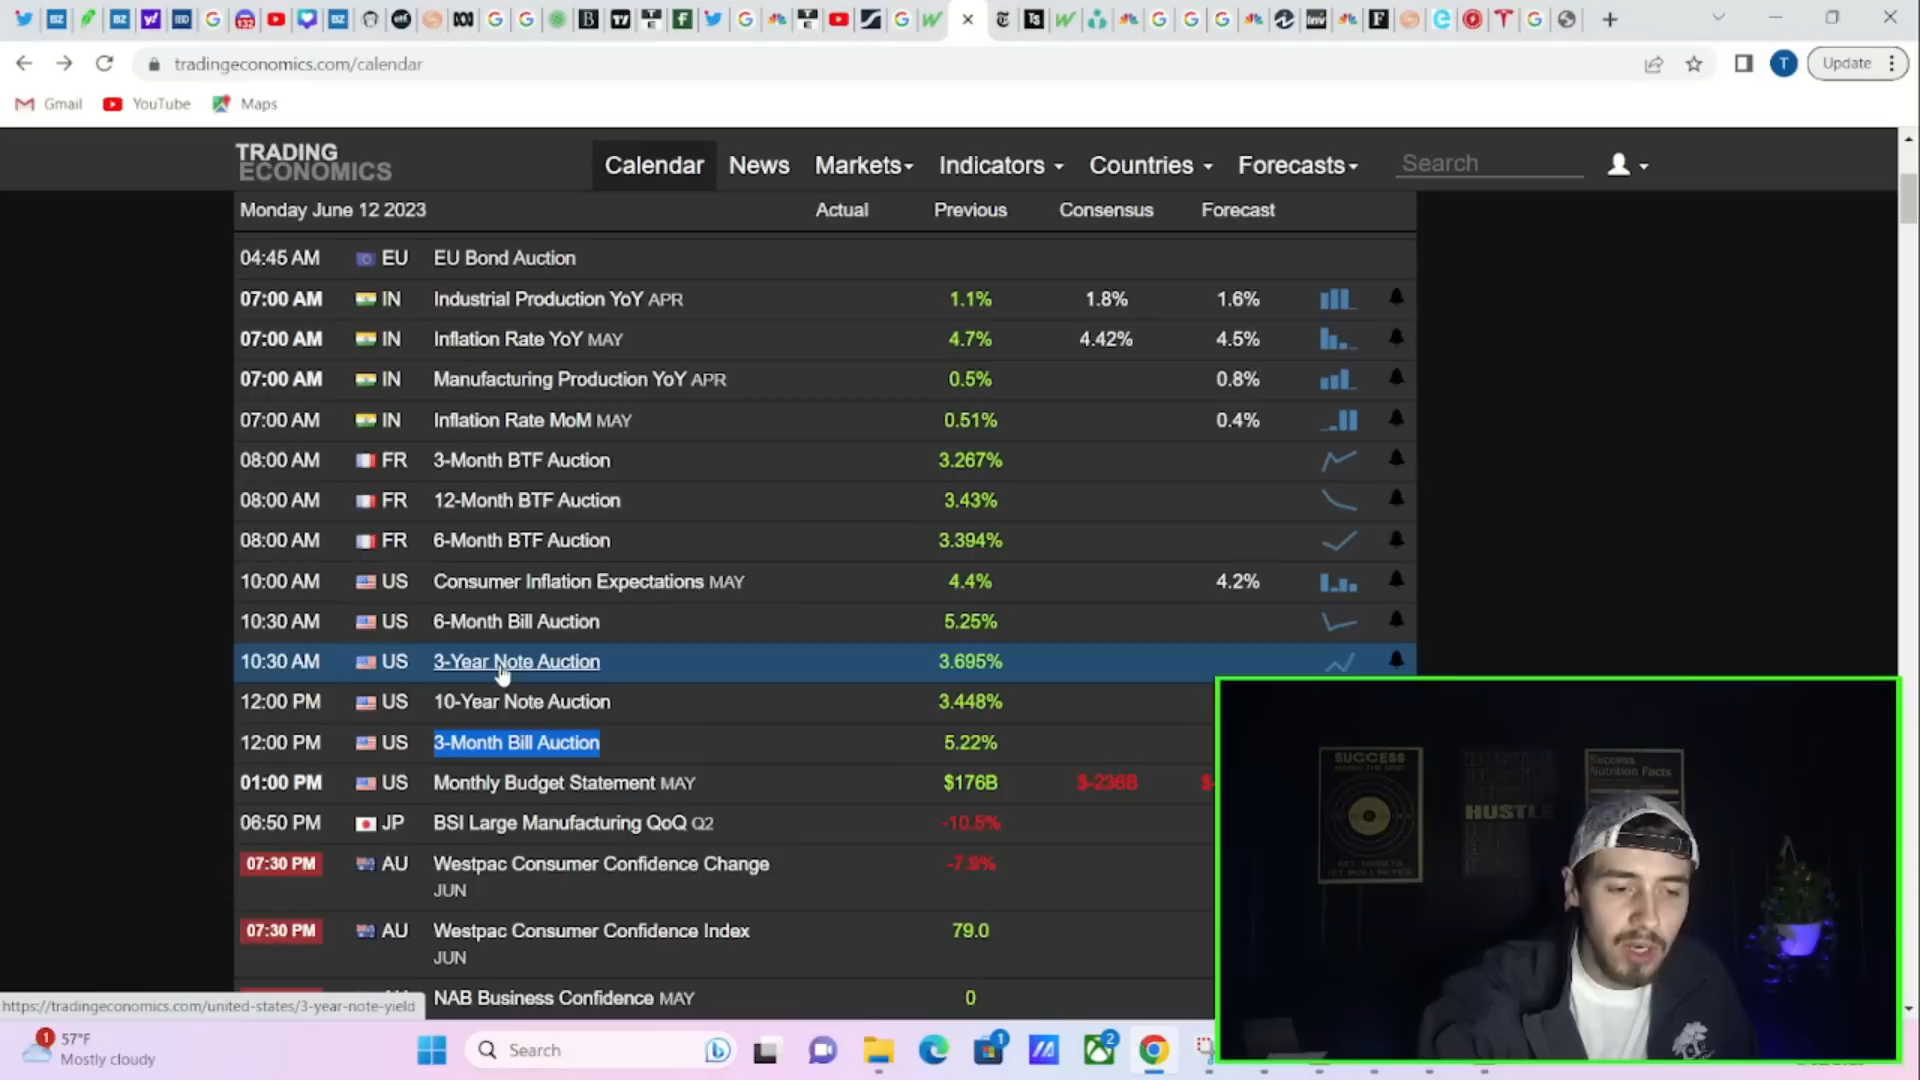 tradingeconomics.com/calendar
Update
Gmail YouTube Maps
TRADING
ECONOMICS
Calendar News Markets Indicators Countries Forecasts Search
Monday June 12 2023 Actual Previous Consensus Forecast
04:45 AM EU EU Bond Auction
07:00 AM IN Industrial Production YoY APR 1.1% 1.8% 1.6%
07:00 AM IN Inflation Rate YoY MAY 4.7% 4.42% 4.5%
07:00 AM IN Manufacturing Production YoY APR 0.5% 0.8%
07:00 AM IN Inflation Rate MoM MAY 0.51% 0.4%
08:00 AM FR 3-Month BTF Auction 3.267%
08:00 AM FR 12-Month BTF Auction 3.43%
08:00 AM FR 6-Month BTF Auction 3.394%
10:00 AM US Consumer Inflation Expectations MAY 4.4% 4.2%
10:30 AM US 6-Month Bill Auction 5.25%
10:30 AM US 3-Year Note Auction 3.695%
12:00 PM US 10-Year Note Auction 3.448%
12:00 PM US 3-Month Bill Auction 5.22%
01:00 PM US Monthly Budget Statement MAY $176B $-236B
06:50 PM JP BSI Large Manufacturing QoQ Q2 -10.5%
07:30 PM AU Westpac Consumer Confidence Change -7.9%
JUN
07:30 PM AU Westpac Consumer Confidence Index 79.0
JUN
NAB Business Confidence MAY 0
https://tradingeconomics.com/united-states/3-year-note-yield
SUCCESS
HUSTLE
Success
Nutrition Facts
57°F
Mostly cloudy
Search